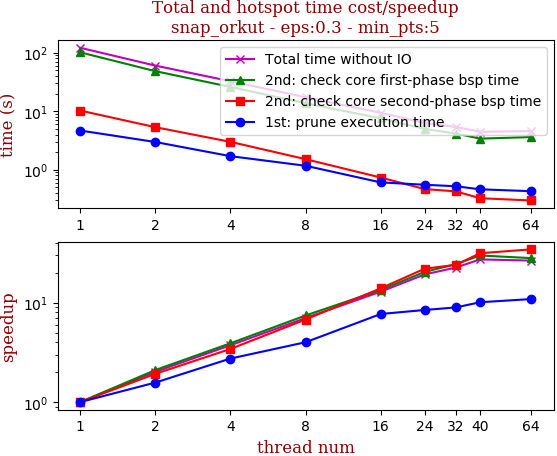 Total and hotspot time cost/speedup
snap_orkut - eps:0.3 - min_pts:5
time (s)
10²
10¹
10⁰
Total time without IO
2nd: check core first-phase bsp time
2nd: check core second-phase bsp time
1st: prune execution time
1 2 4 8 16 24 32 40 64
speedup
10¹
10⁰
1 2 4 8 16 24 32 40 64
thread num